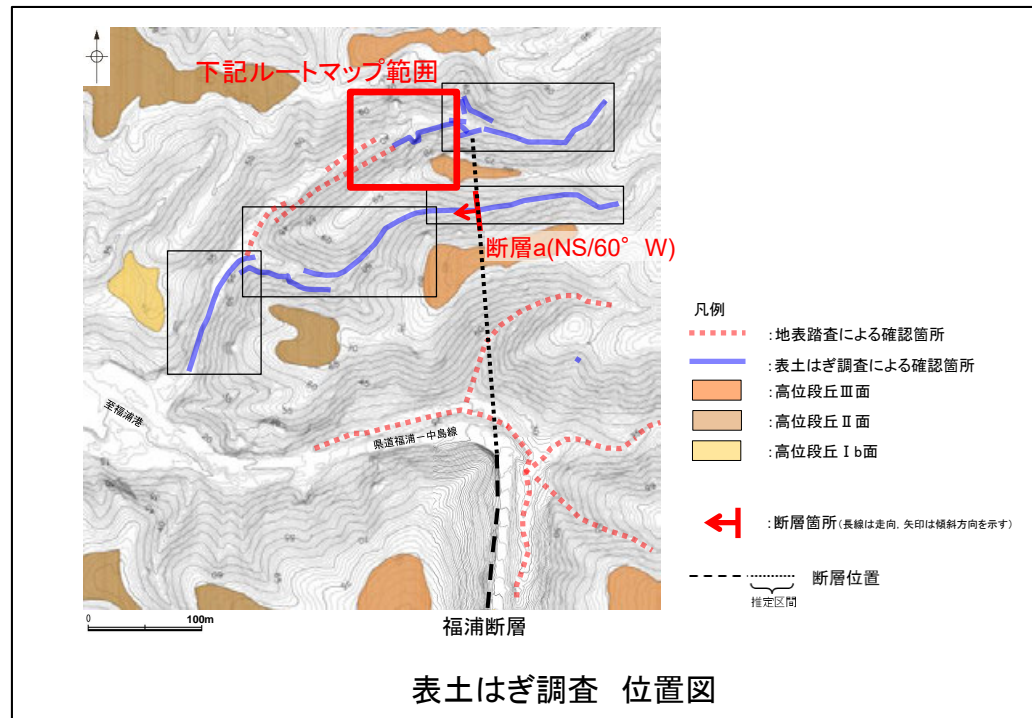 下記ルートマップ範囲
断層a(NS/60°W)
至福浦港
県道福浦－中島線
0 100m
福浦断層
凡例
:地表踏査による確認箇所
:表土はぎ調査による確認箇所
:高位段丘Ⅲ面
:高位段丘Ⅱ面
:高位段丘Ⅰb面
:断層箇所(長線は走向，矢印は傾斜方向を示す)
断層位置
推定区間
表土はぎ調査 位置図